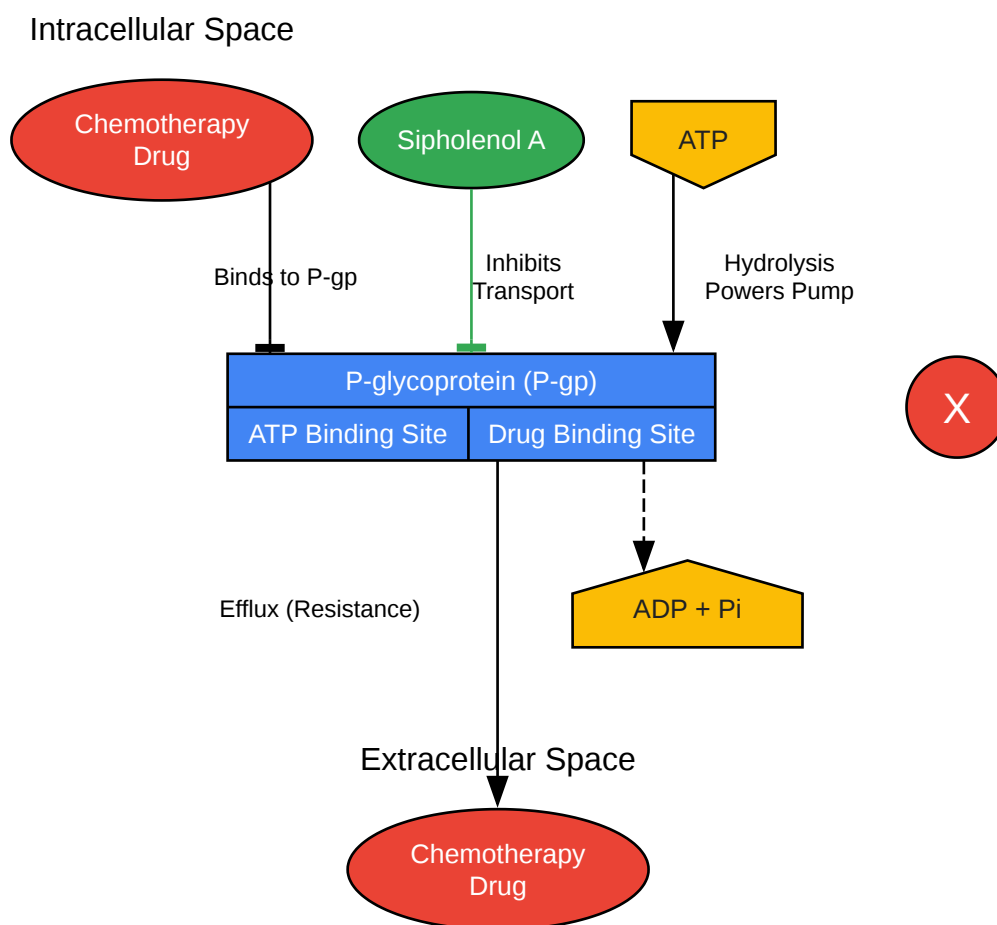 Intracellular Space
Chemotherapy
Drug
Sipholenol A
ATP
Binds to P-gp
Inhibits
Transport
Hydrolysis
Powers Pump
P-glycoprotein (P-gp)
ATP Binding Site
Drug Binding Site
X
Efflux (Resistance)
ADP + Pi
Extracellular Space
Chemotherapy
Drug